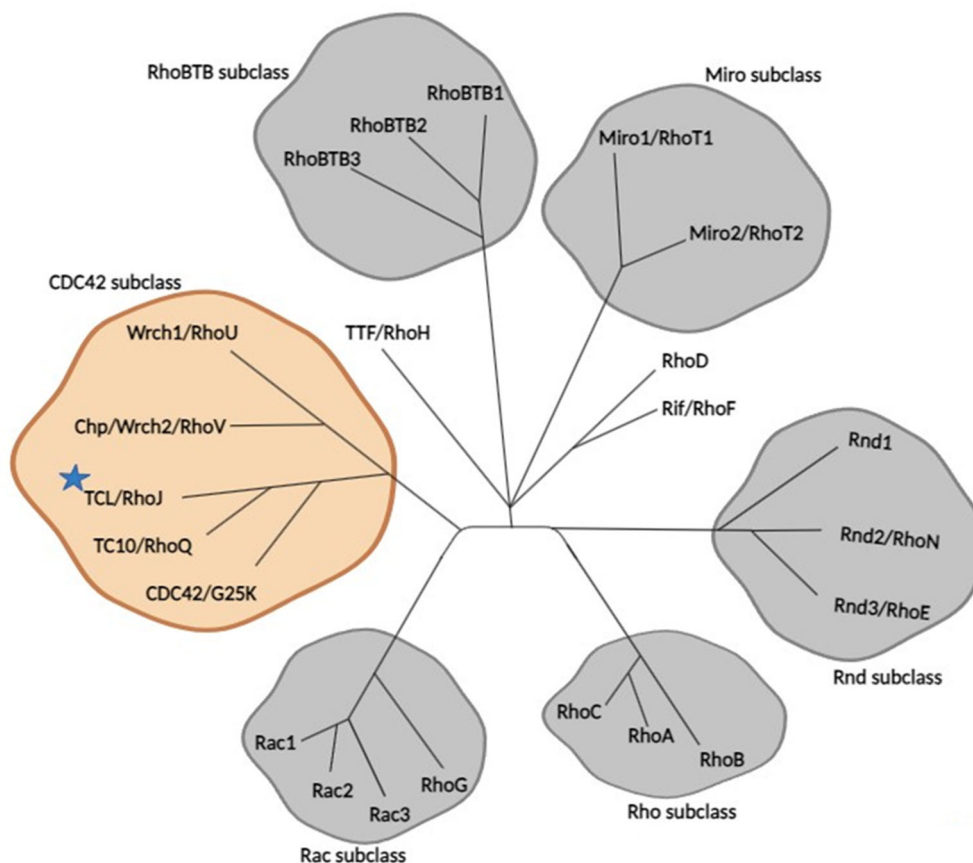 RhoBTB subclass
RhoBTB1
RhoBTB2
RhoBTB3
Miro subclass
Miro1/RhoT1
Miro2/RhoT2
CDC42 subclass
Wrch1/RhoU
Chp/Wrch2/RhoV
TCL/RhoJ
TC10/RhoQ
CDC42/G25K
TTF/RhoH
RhoD
Rif/RhoF
Rnd1
Rnd2/RhoN
Rnd3/RhoE
Rnd subclass
RhoC
RhoA
RhoB
Rho subclass
Rac1
Rac2
Rac3
RhoG
Rac subclass